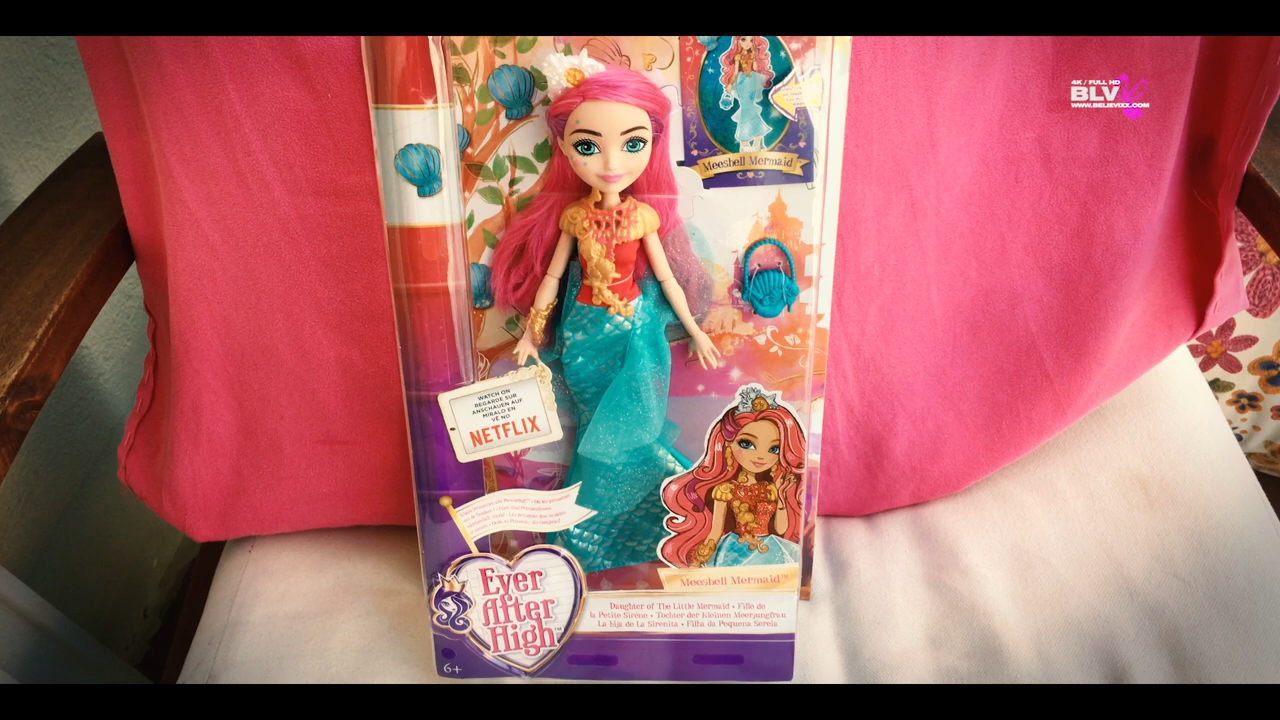 4K / FULL HD
BLV
WWW.BELIEVIXX.COM
Meeshell Mermaid
WATCH ON
REGARDE SUR
ANSCHAUEN AUF
MÍRALO EN
VÊ NO
NETFLIX
Ever
After
High™
6+
Meeshell Mermaid™
Daughter of The Little Mermaid • Fille de
la Petite Sirène • Tochter der Kleinen Meerjungfrau
La hija de La Sirenita • Filha da Pequena Sereia